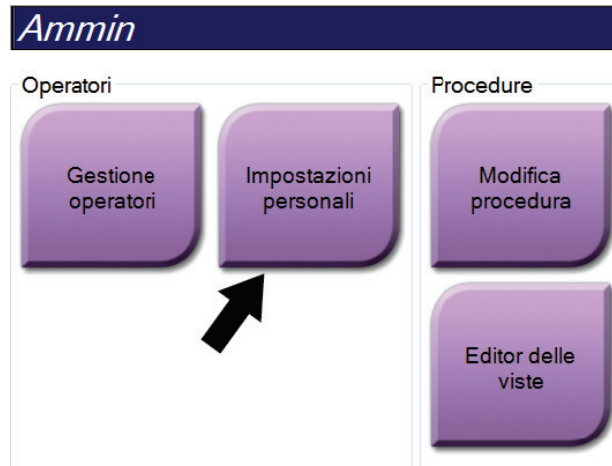 Ammin
Operatori
Gestione
operatori
Impostazioni
personali
Procedure
Modifica
procedura
Editor delle
viste